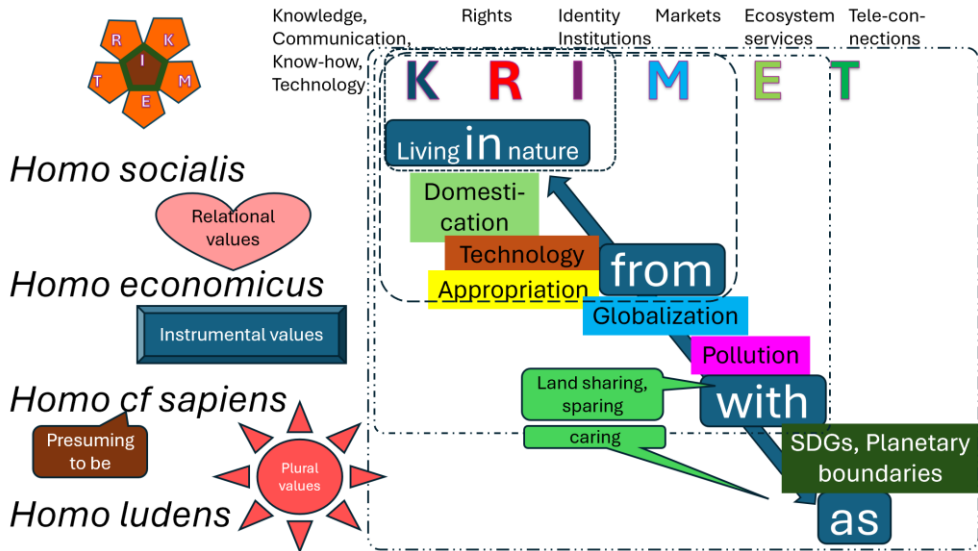 Knowledge,
Communication,
Know-how,
Technology
Rights
Identity
Institutions
Markets
Ecosystem
services
Tele-con-
nections
R K
I
T M
E
K R I M E T
Living in nature
Homo socialis
Relational
values
Domesti-
cation
Technology
from
Appropriation
Homo economicus
Instrumental values
Globalization
Pollution
Land sharing,
sparing
with
Homo cf sapiens
Presuming
to be
caring
Plural
values
SDGs, Planetary
boundaries
Homo ludens
as